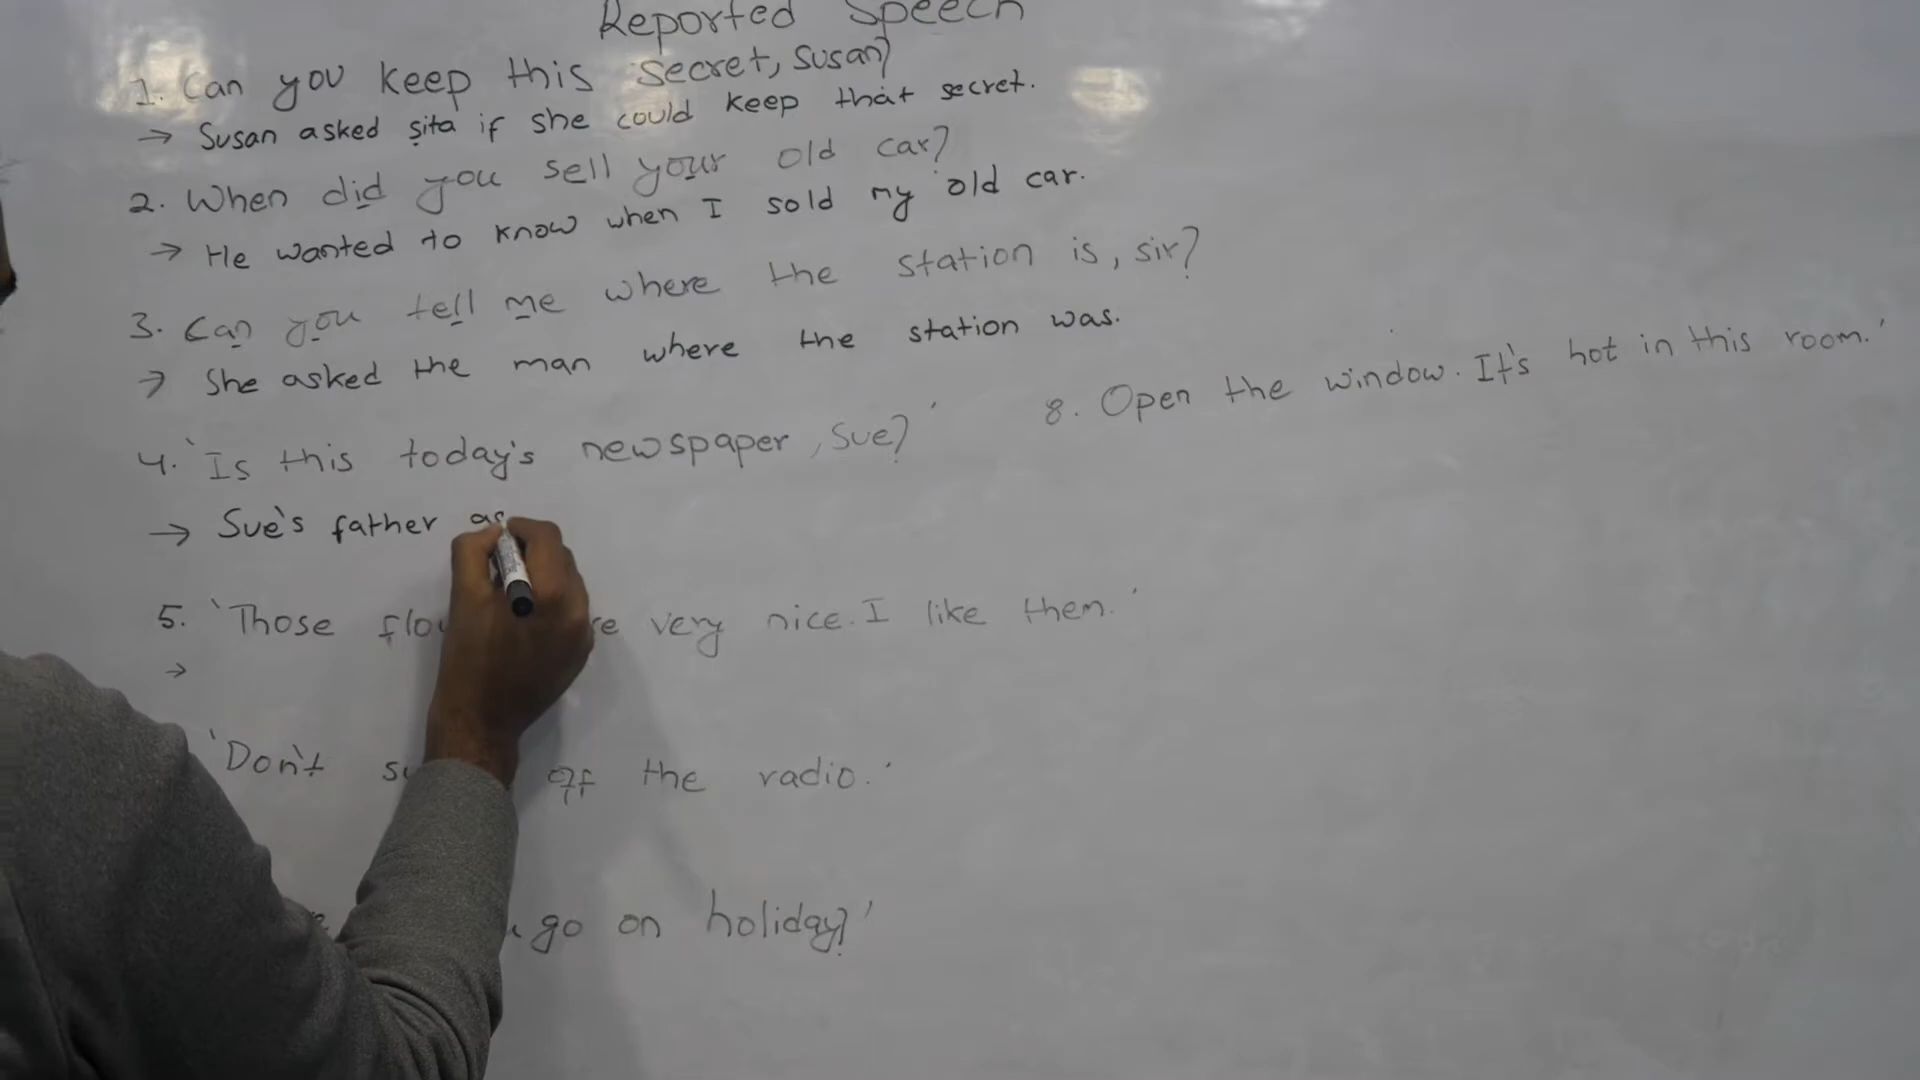 Reported Speech
1. Can you keep this secret, Susan?
→ Susan asked sita if she could keep that secret.
2. When did you sell your old car?
→ He wanted to know when I sold my old car.
3. Can you tell me where the station is, sir?
→ She asked the man where the station was.
4. 'Is this today's newspaper, Sue?'
→ Sue's father as
5. 'Those are very nice. I like them.'
→
'Don't off the radio.'
go on holiday?'
8. Open the window. It's hot in this room.'